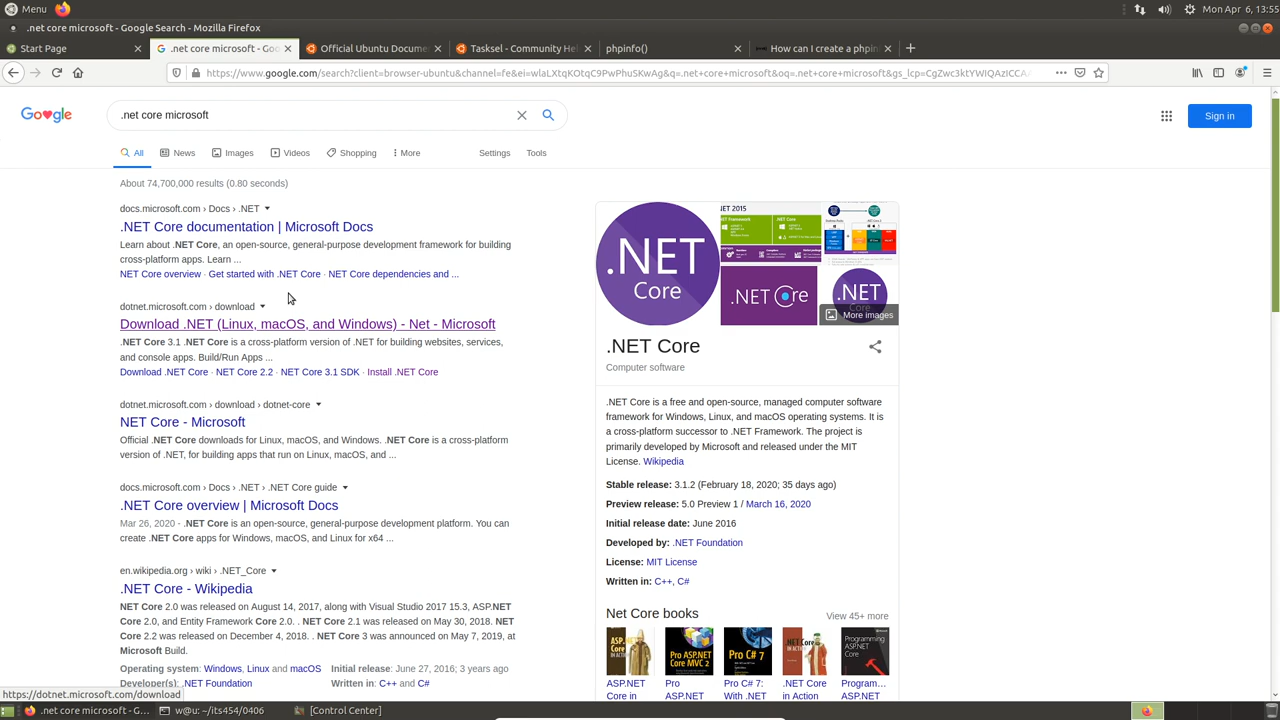 Menu
Mon Apr 6, 13:55
.net core microsoft - Google Search - Mozilla Firefox
Start Page
.net core microsoft - Goo
Official Ubuntu Docume
Tasksel - Community He
phpinfo()
How can I create a phpin
https://www.google.com/search?client=browser-ubuntu&channel=fe&ei=wlaLXtqKOtqC9PwPhuSKwAg&q=.net+core+microsoft&oq=.net+core+microsoft&gs_lcp=CgZwc3ktYWIQAzICCAA
Google
.net core microsoft
Sign in
All
News
Images
Videos
Shopping
More
Settings
Tools
About 74,700,000 results (0.80 seconds)
docs.microsoft.com › Docs › .NET
.NET Core documentation | Microsoft Docs
Learn about .NET Core, an open-source, general-purpose development framework for building
cross-platform apps. Learn ...
NET Core overview · Get started with .NET Core · NET Core dependencies and ...
dotnet.microsoft.com › download
Download .NET (Linux, macOS, and Windows) - Net - Microsoft
.NET Core 3.1 .NET Core is a cross-platform version of .NET for building websites, services,
and console apps. Build/Run Apps ...
Download .NET Core · NET Core 2.2 · NET Core 3.1 SDK · Install .NET Core
dotnet.microsoft.com › download › dotnet-core
NET Core - Microsoft
Official .NET Core downloads for Linux, macOS, and Windows. .NET Core is a cross-platform
version of .NET, for building apps that run on Linux, macOS, and ...
docs.microsoft.com › Docs › .NET › .NET Core guide
.NET Core overview | Microsoft Docs
Mar 26, 2020 - .NET Core is an open-source, general-purpose development platform. You can
create .NET Core apps for Windows, macOS, and Linux for x64 ...
en.wikipedia.org › wiki › .NET_Core
.NET Core - Wikipedia
NET Core 2.0 was released on August 14, 2017, along with Visual Studio 2017 15.3, ASP.NET
Core 2.0, and Entity Framework Core 2.0. . NET Core 2.1 was released on May 30, 2018. NET
Core 2.2 was released on December 4, 2018. . NET Core 3 was announced on May 7, 2019, at
Microsoft Build.
Operating system: Windows, Linux and macOS
Initial release: June 27, 2016; 3 years ago
Developer(s): .NET Foundation
Written in: C++ and C#
.NET
Core
NET 2015
.NET Core
.NET
More images
.NET Core
Computer software
.NET Core is a free and open-source, managed computer software
framework for Windows, Linux, and macOS operating systems. It is
a cross-platform successor to .NET Framework. The project is
primarily developed by Microsoft and released under the MIT
License. Wikipedia
Stable release: 3.1.2 (February 18, 2020; 35 days ago)
Preview release: 5.0 Preview 1 / March 16, 2020
Initial release date: June 2016
Developed by: .NET Foundation
License: MIT License
Written in: C++, C#
Net Core books
View 45+ more
ASP.NET
Core in
Pro
ASP.NET
Pro C# 7:
With .NET
.NET Core
in Action
Program…
ASP.NET
https://dotnet.microsoft.com/download
.net core microsoft - G...
w@u: ~/its454/0406
[Control Center]